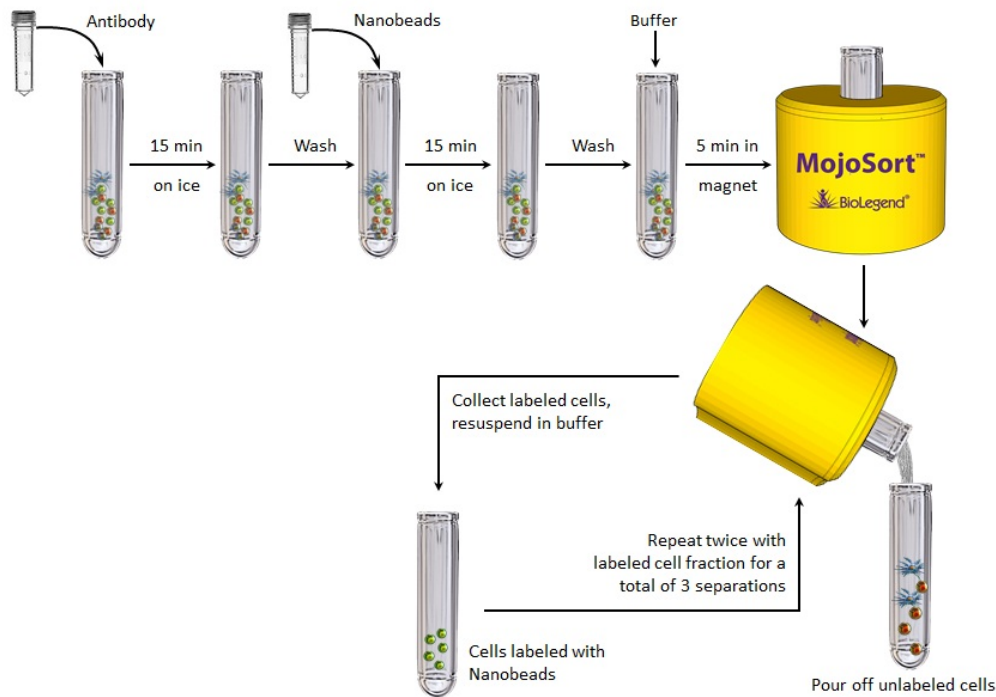 Antibody
Nanobeads
Buffer
15 min
on ice
Wash
15 min
on ice
Wash
5 min in
magnet
MojoSort™
BioLegend®
Collect labeled cells,
resuspend in buffer
Repeat twice with
labeled cell fraction for a
total of 3 separations
Cells labeled with
Nanobeads
Pour off unlabeled cells